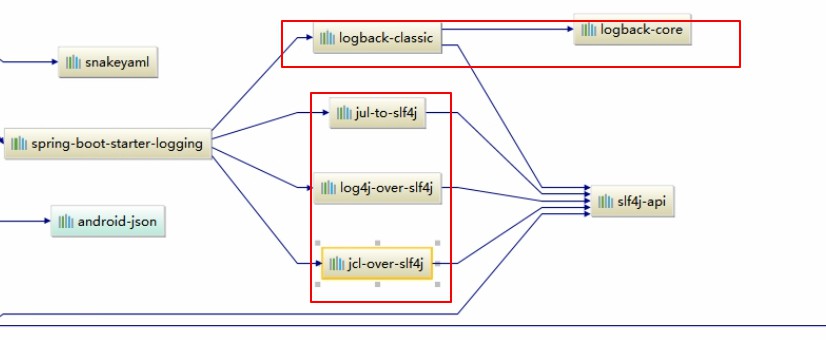 logback-classic
logback-core
snakeyaml
jul-to-slf4j
spring-boot-starter-logging
log4j-over-slf4j
slf4j-api
android-json
jcl-over-slf4j